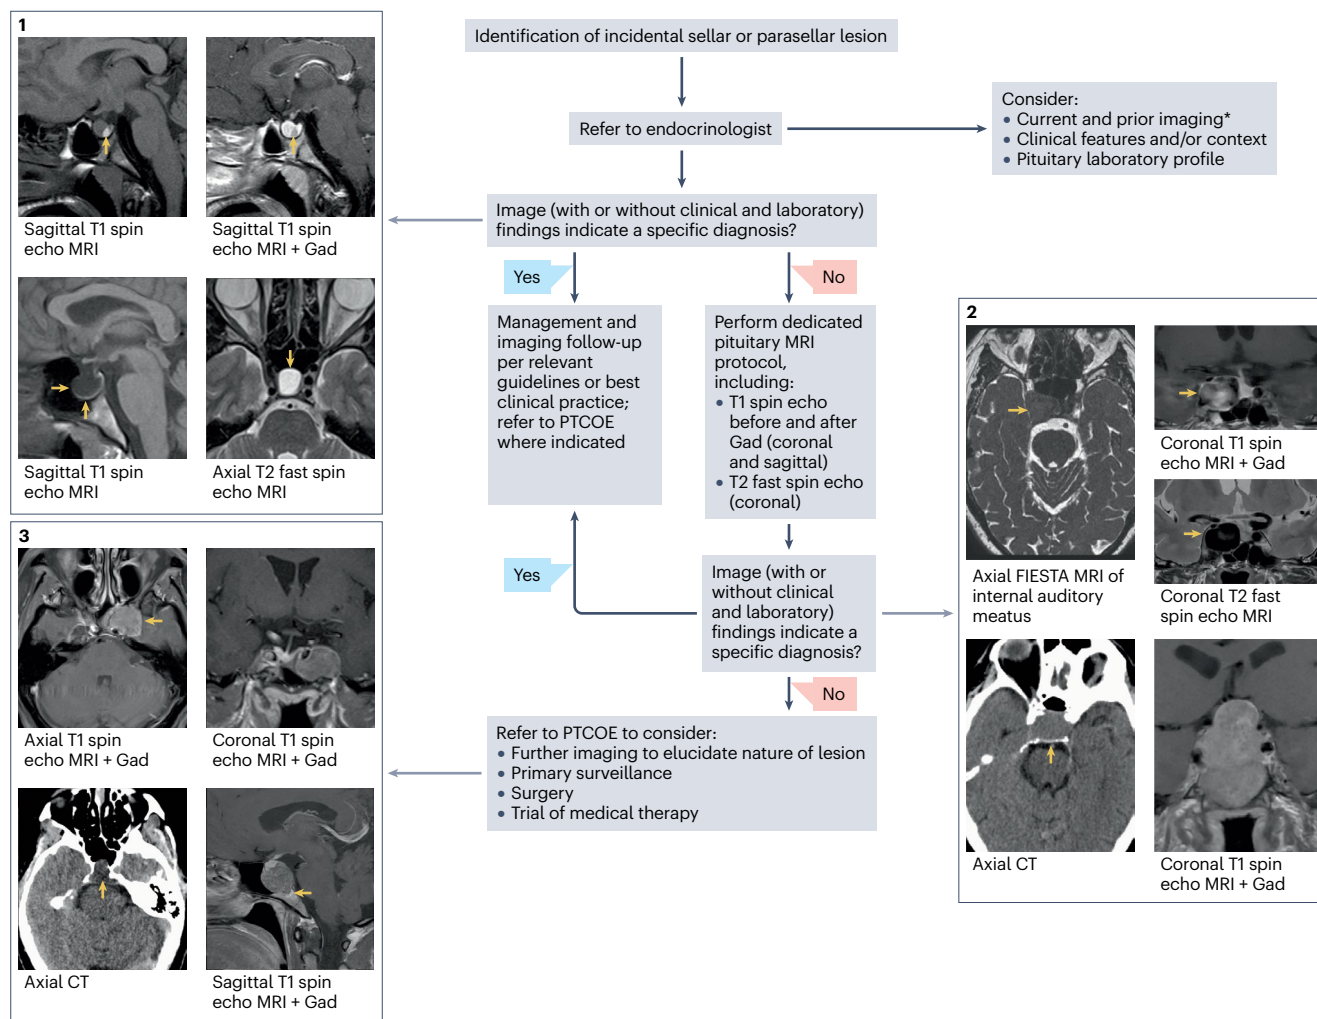 1
Sagittal T1 spin
echo MRI
Sagittal T1 spin
echo MRI + Gad
Sagittal T1 spin
echo MRI
Axial T2 fast spin
echo MRI
Identification of incidental sellar or parasellar lesion
Refer to endocrinologist
Consider:
• Current and prior imaging*
• Clinical features and/or context
• Pituitary laboratory profile
Image (with or without clinical and laboratory)
findings indicate a specific diagnosis?
Yes
No
Management and
imaging follow-up
per relevant
guidelines or best
clinical practice;
refer to PTCOE
where indicated
Perform dedicated
pituitary MRI
protocol,
including:
• T1 spin echo
before and after
Gad (coronal
and sagittal)
• T2 fast spin echo
(coronal)
Yes
Image (with or
without clinical
and laboratory)
findings indicate a
specific diagnosis?
No
Refer to PTCOE to consider:
• Further imaging to elucidate nature of lesion
• Primary surveillance
• Surgery
• Trial of medical therapy
2
Axial FIESTA MRI of
internal auditory
meatus
Coronal T1 spin
echo MRI + Gad
Coronal T2 fast
spin echo MRI
Axial CT
Coronal T1 spin
echo MRI + Gad
3
Axial T1 spin
echo MRI + Gad
Coronal T1 spin
echo MRI + Gad
Axial CT
Sagittal T1 spin
echo MRI + Gad